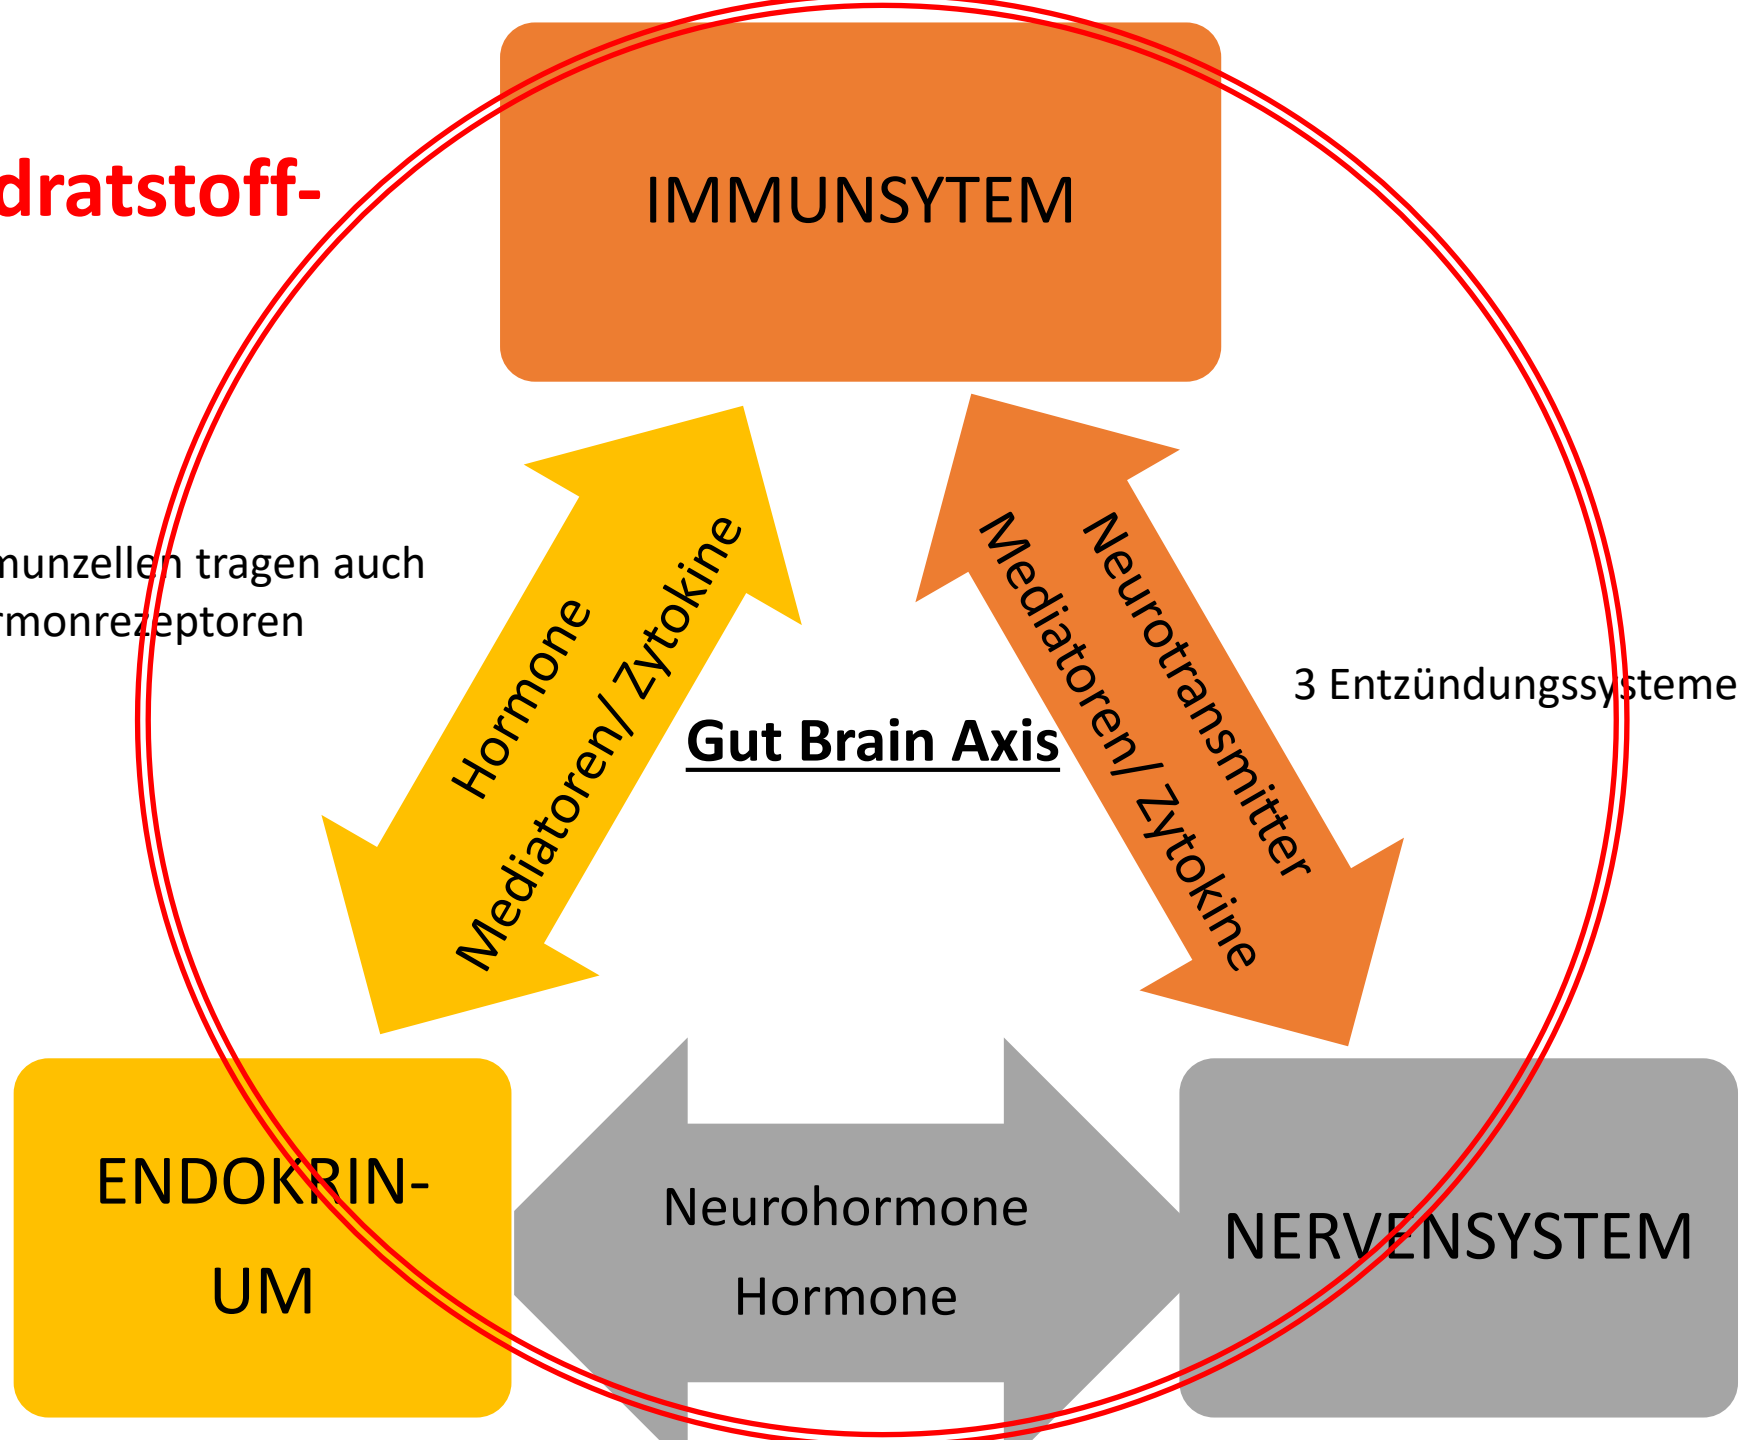 IMMUNSYTEM
dratstoff-
munzellen tragen auch
rmonrezeptoren
Hormone
Mediatoren/ Zytokine
Neurotransmitter
Mediatoren/ Zytokine
3 Entzündungssysteme
Gut Brain Axis
ENDOKRIN-
UM
Neurohormone
Hormone
NERVENSYSTEM